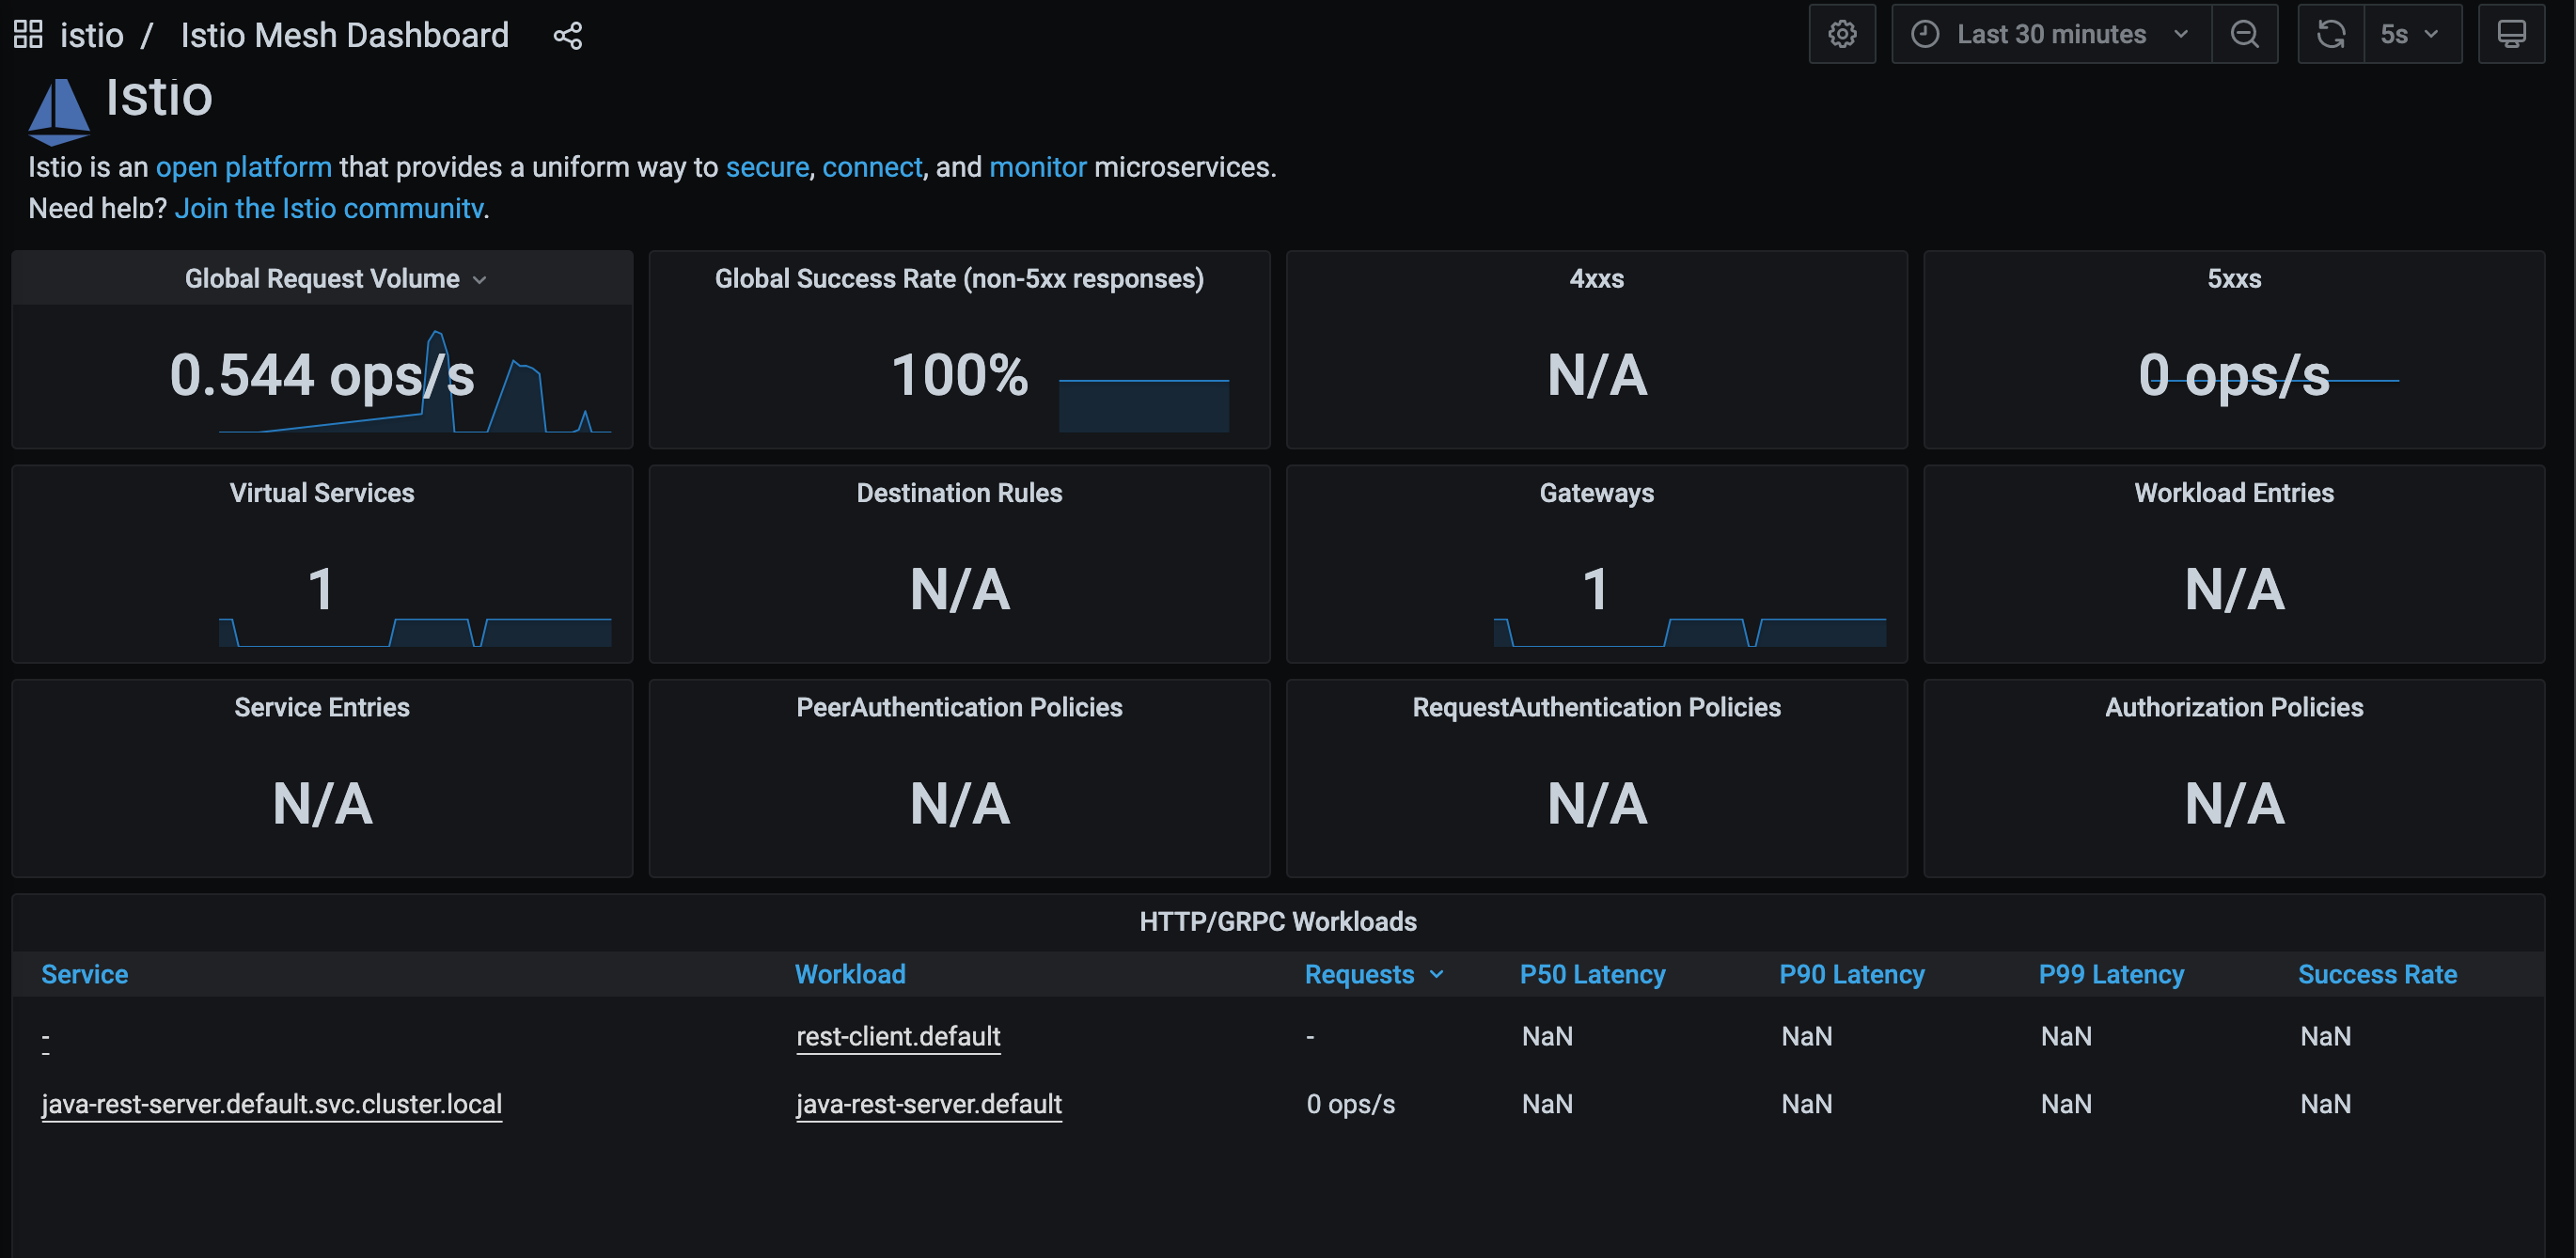 istio / Istio Mesh Dashboard
Last 30 minutes
5s
Istio
Istio is an open platform that provides a uniform way to secure, connect, and monitor microservices.
Need help? Join the Istio community.
Global Request Volume
0.544 ops/s
Global Success Rate (non-5xx responses)
100%
4xxs
N/A
5xxs
0 ops/s
Virtual Services
1
Destination Rules
N/A
Gateways
1
Workload Entries
N/A
Service Entries
N/A
PeerAuthentication Policies
N/A
RequestAuthentication Policies
N/A
Authorization Policies
N/A
HTTP/GRPC Workloads
Service Workload Requests P50 Latency P90 Latency P99 Latency Success Rate
- rest-client.default - NaN NaN NaN NaN
java-rest-server.default.svc.cluster.local java-rest-server.default 0 ops/s NaN NaN NaN NaN